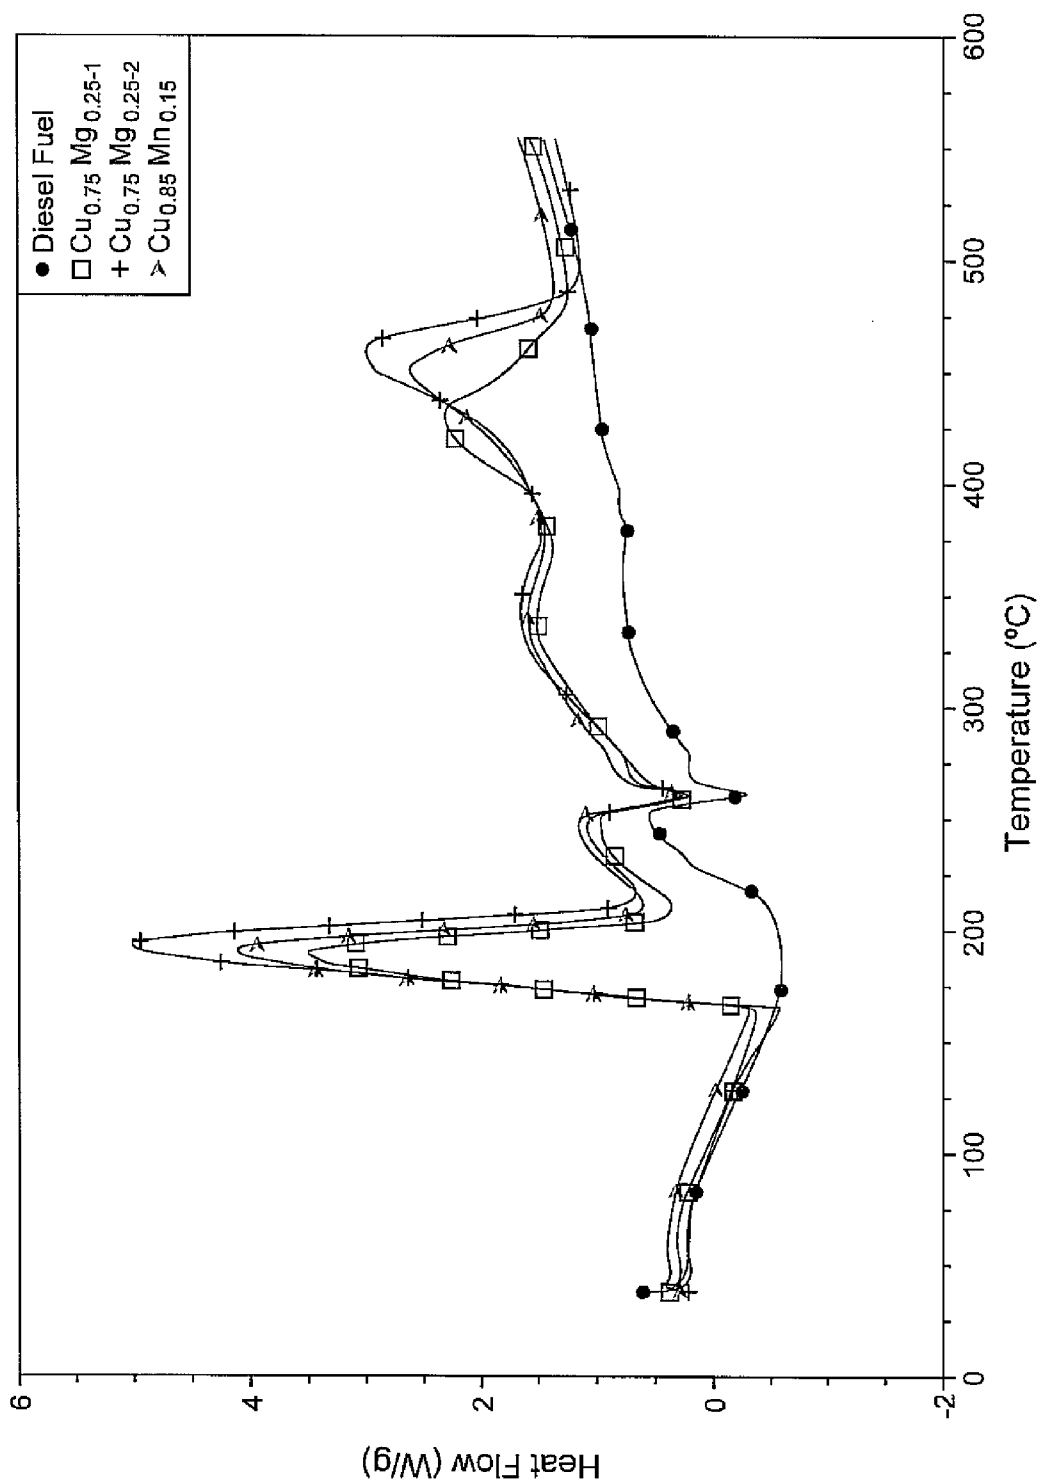 ● Diesel Fuel
□ Cu0.75 Mg0.25-1
+ Cu0.75 Mg0.25-2
Cu0.85 Mn0.15
6
4
2
0
-2
Heat Flow (W/g)
0
100
200
300
400
500
600
Temperature (ºC)